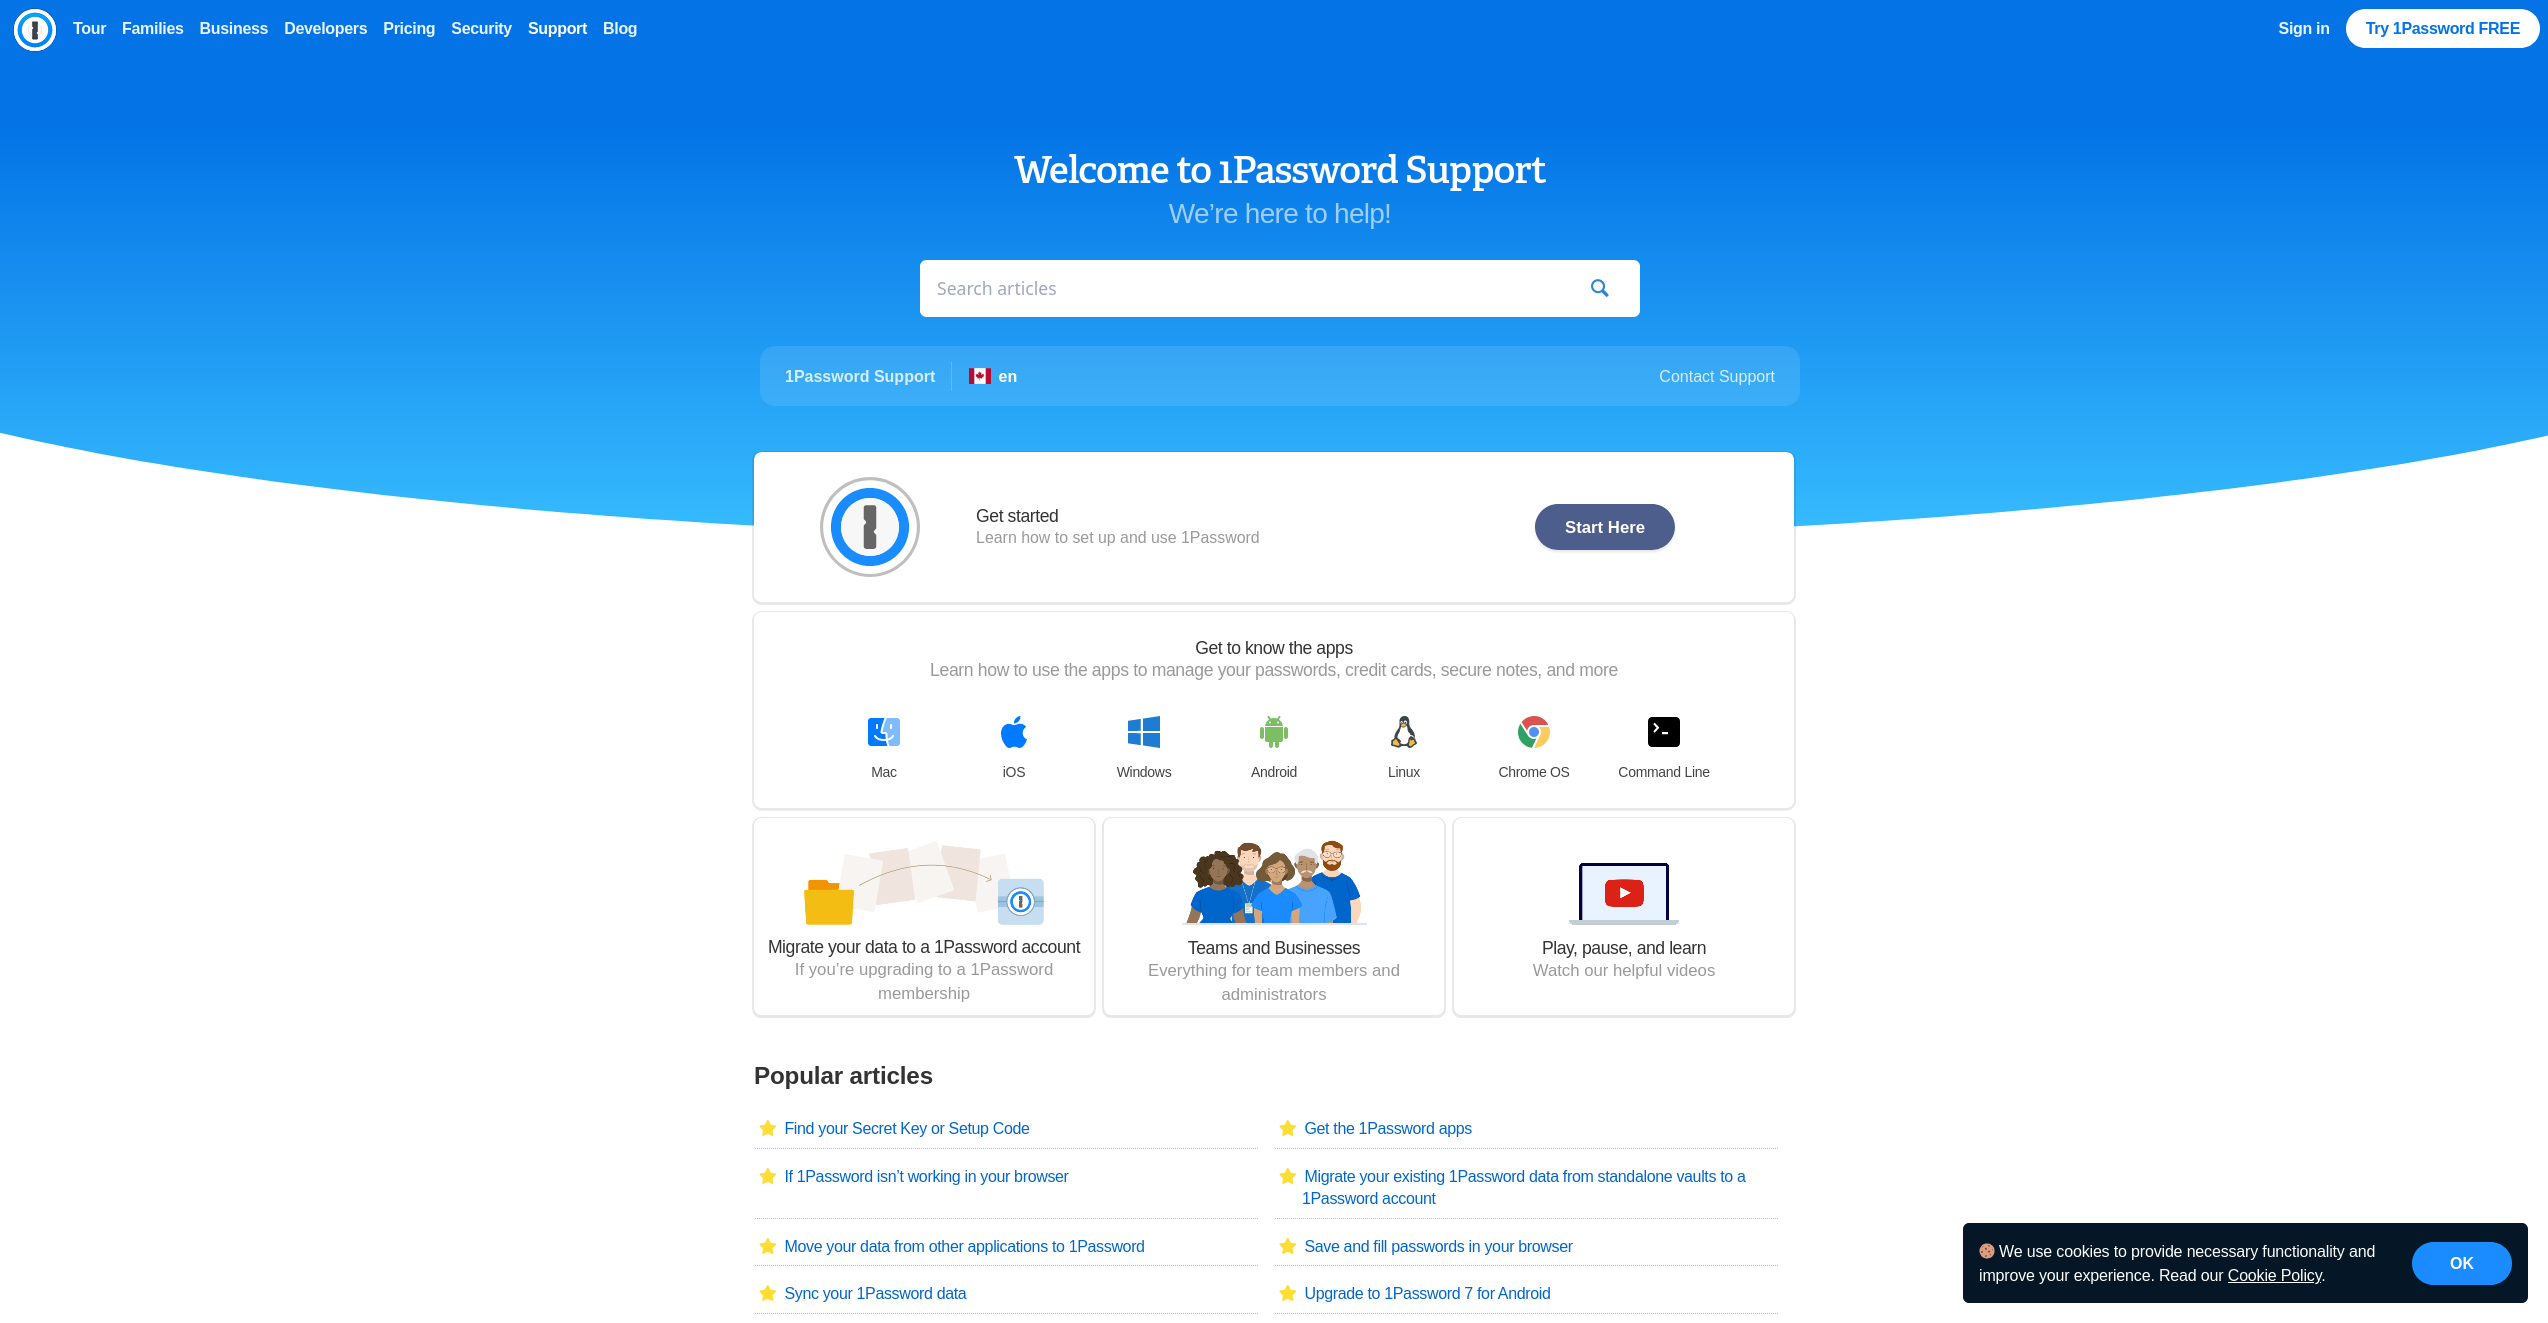 Tour Families Business Developers Pricing Security Support Blog Sign in Try 1Password FREE
Welcome to 1Password Support
We’re here to help!
Search articles
1Password Support en Contact Support
Get started
Learn how to set up and use 1Password
Start Here
Get to know the apps
Learn how to use the apps to manage your passwords, credit cards, secure notes, and more
Mac iOS Windows Android Linux Chrome OS Command Line
Migrate your data to a 1Password account
If you’re upgrading to a 1Password
membership
Teams and Businesses
Everything for team members and
administrators
Play, pause, and learn
Watch our helpful videos
Popular articles
Find your Secret Key or Setup Code
Get the 1Password apps
If 1Password isn’t working in your browser
Migrate your existing 1Password data from standalone vaults to a
1Password account
Move your data from other applications to 1Password
Save and fill passwords in your browser
Sync your 1Password data
Upgrade to 1Password 7 for Android
We use cookies to provide necessary functionality and
improve your experience. Read our Cookie Policy.
OK